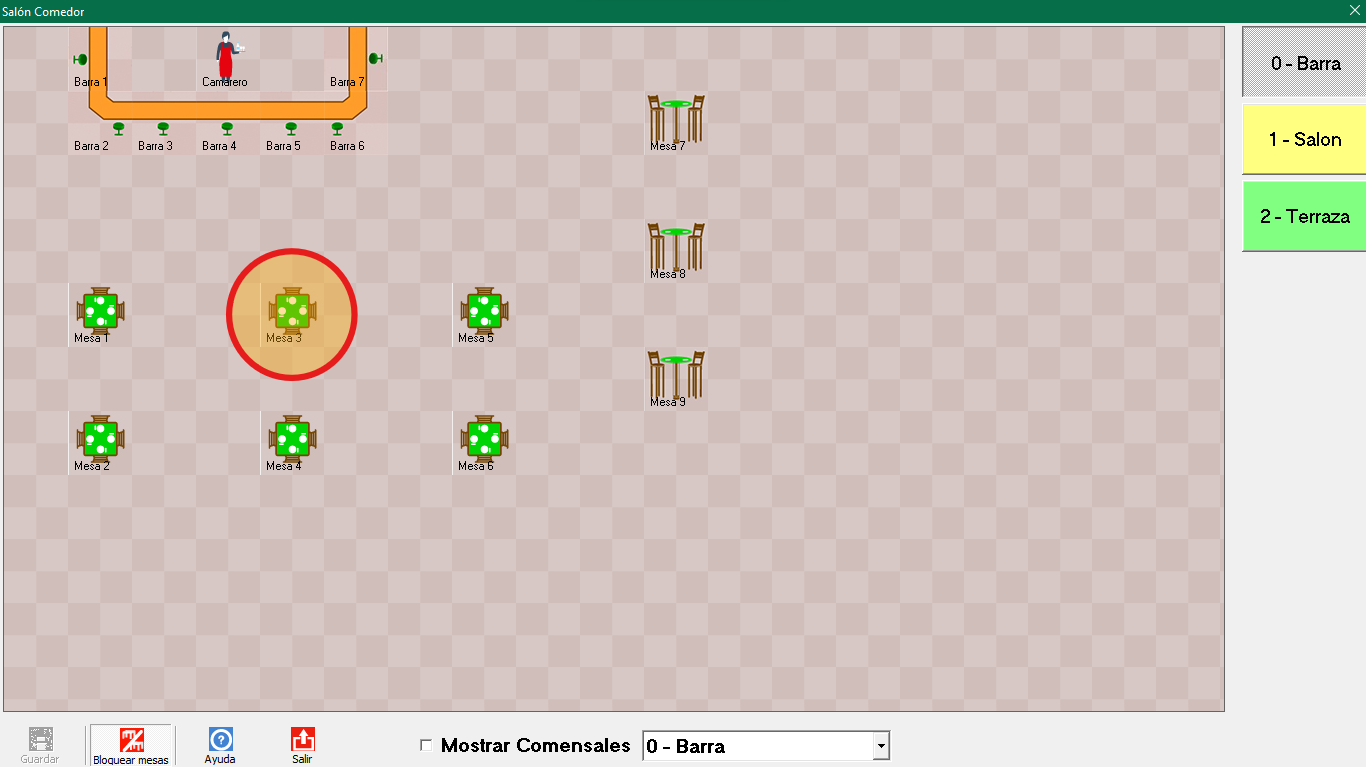 Salón Comedor
0 - Barra
1 - Salon
2 - Terraza
Barra 1
Camarero
Barra 7
Barra 2
Barra 3
Barra 4
Barra 5
Barra 6
Mesa 7
Mesa 8
Mesa 1
Mesa 3
Mesa 5
Mesa 9
Mesa 2
Mesa 4
Mesa 6
Guardar
Bloquear mesas
Ayuda
Salir
Mostrar Comensales
0 - Barra